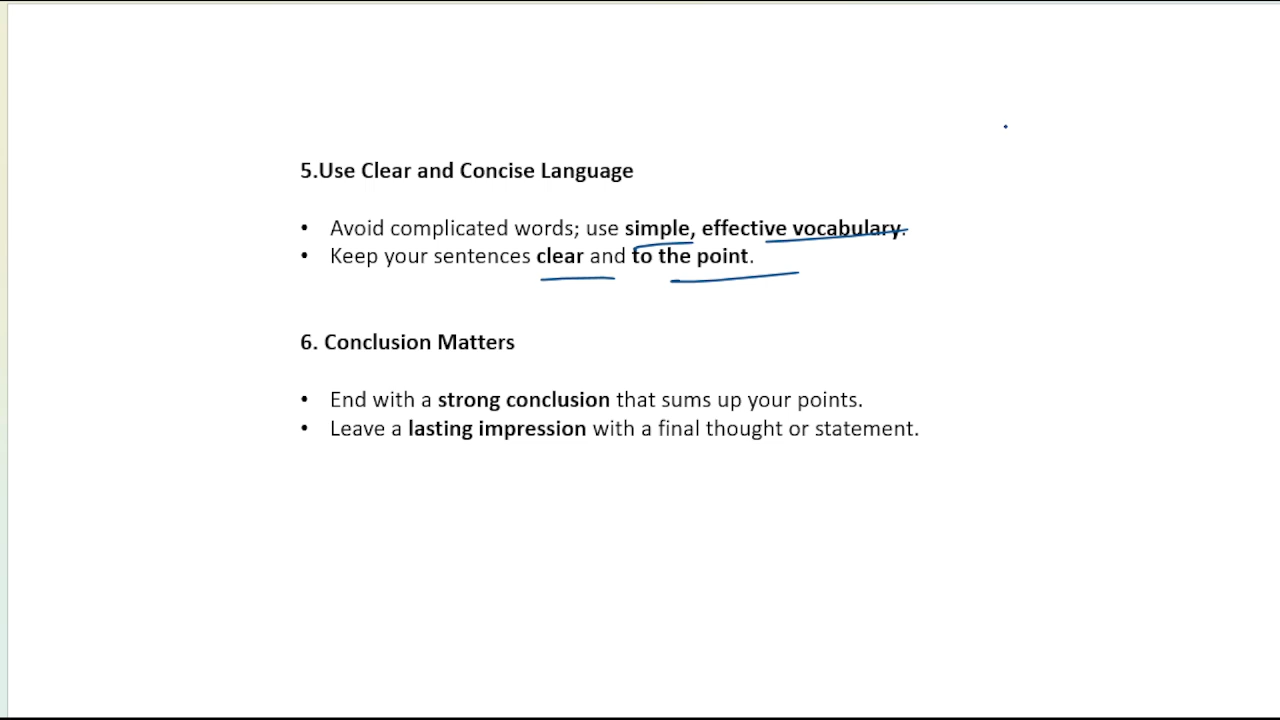 5.Use Clear and Concise Language
• Avoid complicated words; use simple, effective vocabulary.
• Keep your sentences clear and to the point.
6. Conclusion Matters
• End with a strong conclusion that sums up your points.
• Leave a lasting impression with a final thought or statement.